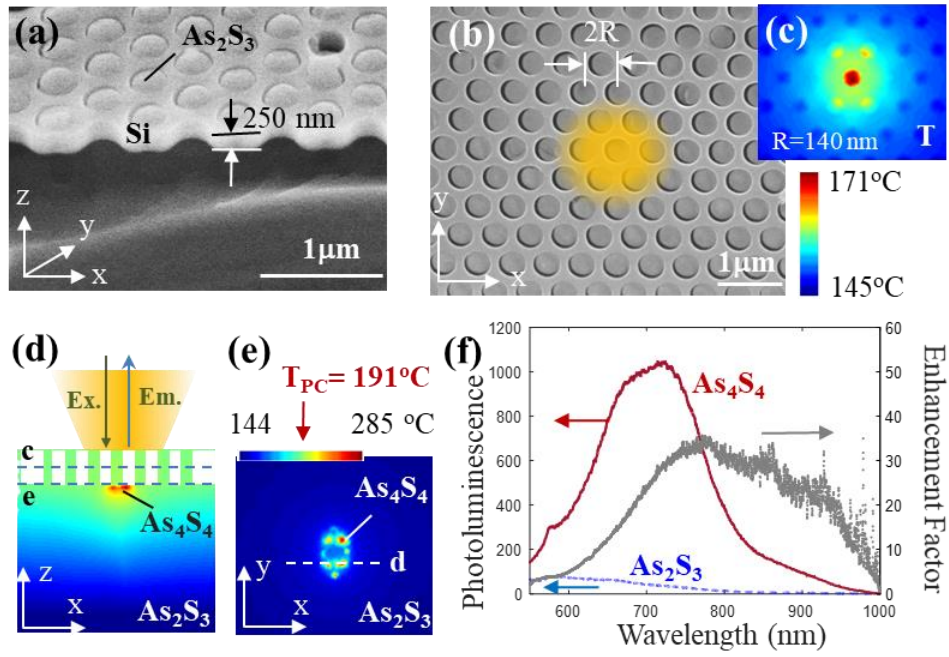 (a)
As₂S₃
Si
250 nm
z
y
x
1μm
(b)
2R
y
x
1μm
(c)
R=140 nm
T
171°C
145°C
(d)
Ex.
Em.
c
e
As₄S₄
z
x
As₂S₃
(e)
T_PC= 191°C
144
285 °C
As₄S₄
d
y
x
As₂S₃
(f)
Photoluminescence
1200
1000
800
600
400
200
0
As₄S₄
As₂S₃
60
50
40
30
20
10
0
Enhancement Factor
600
700
800
900
1000
Wavelength (nm)